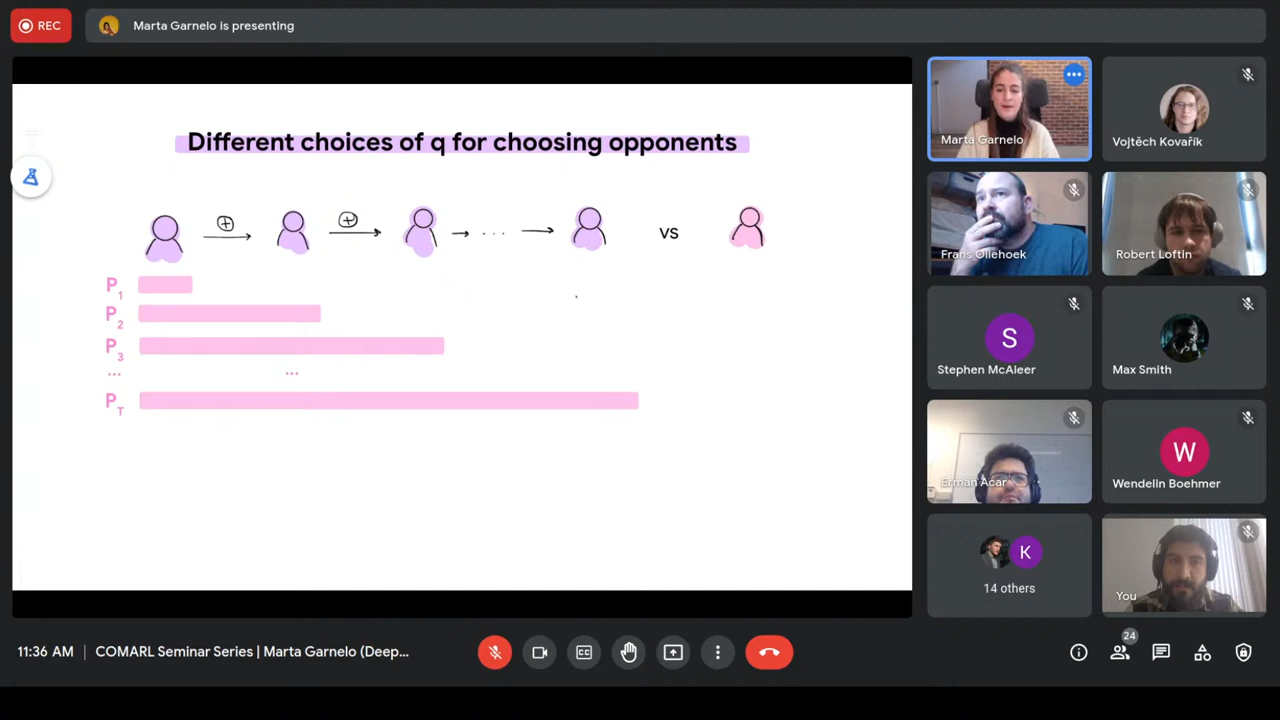 REC
Marta Garnelo is presenting
Different choices of q for choosing opponents
vs
P1
P2
P3
... ...
PT
Marta Garnelo
Vojtěch Kovařík
Frans Oliehoek
Robert Loftin
S
Stephen McAleer
Max Smith
Erman Acar
W
Wendelin Boehmer
K
14 others
You
11:36 AM | COMARL Seminar Series | Marta Garnelo (Deep...
24